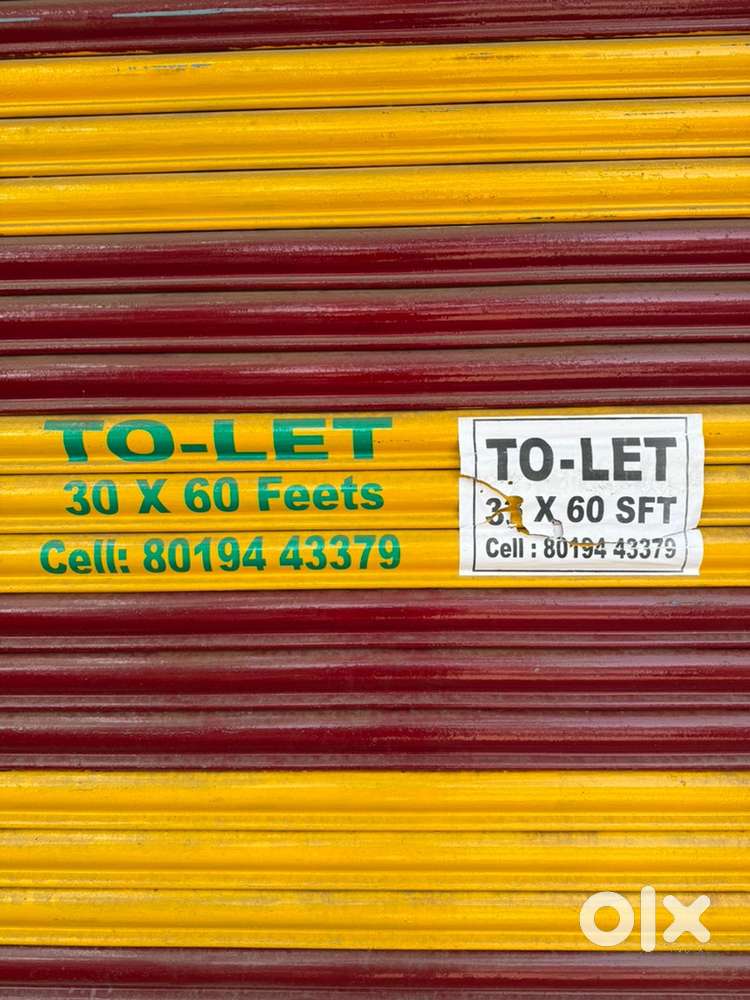 TO-LET
30 X 60 Feets
Cell: 80194 43379
TO-LET
X 60 SFT
Cell : 80194 43379
olx